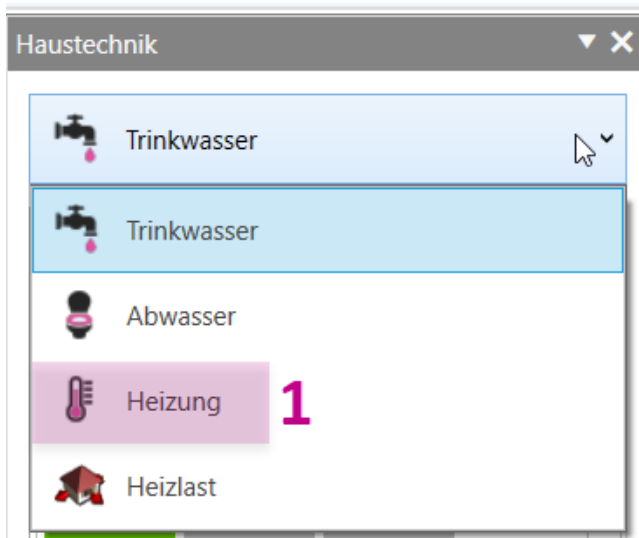 Haustechnik
Trinkwasser
Trinkwasser
Abwasser
Heizung 1
Heizlast